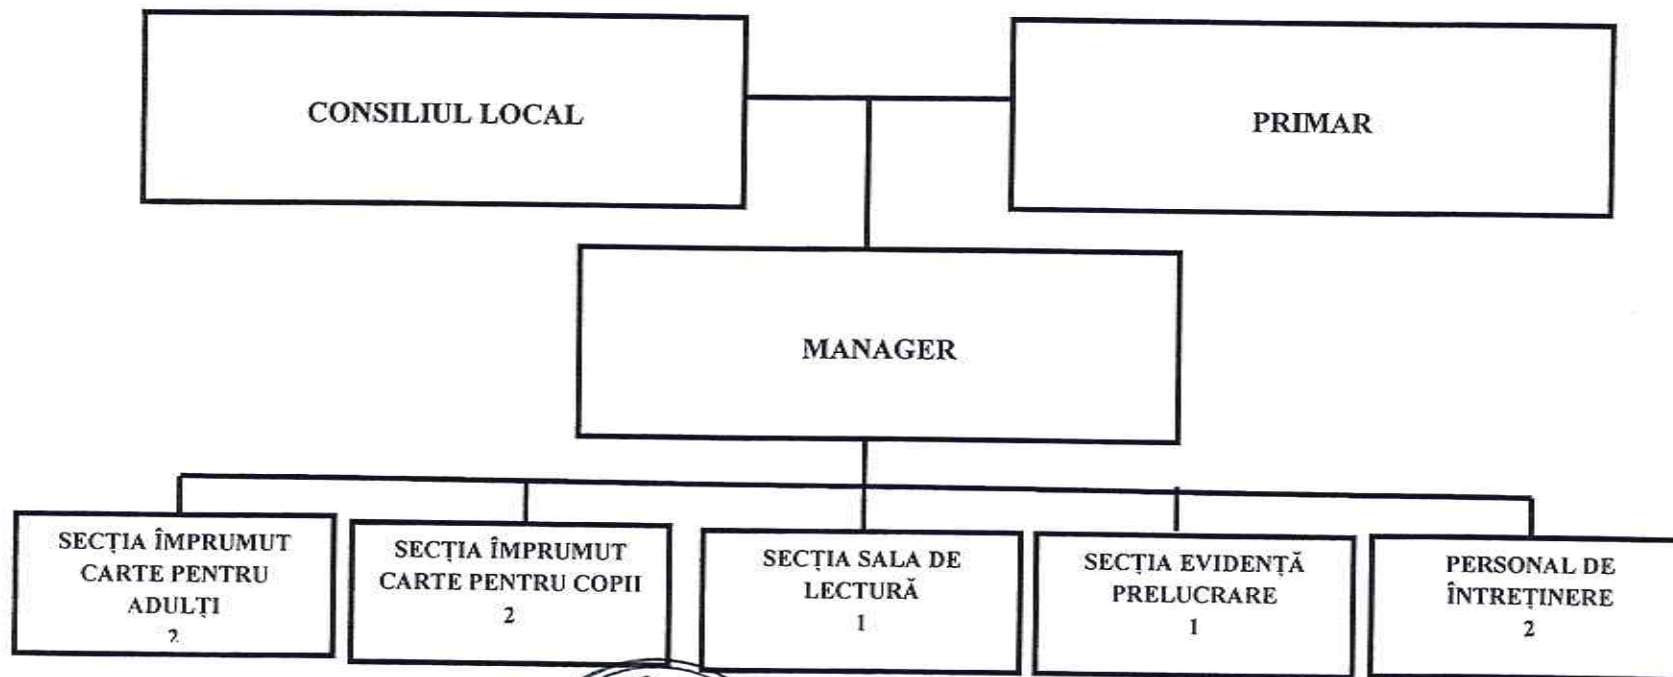 CONSILIUL LOCAL
PRIMAR
MANAGER
SECȚIA ÎMPRUMUT
CARTE PENTRU
ADULȚI
2
SECȚIA ÎMPRUMUT
CARTE PENTRU COPII
2
SECȚIA SALA DE
LECTURĂ
1
SECȚIA EVIDENȚĂ
PRELUCRARE
1
PERSONAL DE
ÎNTREȚINERE
2